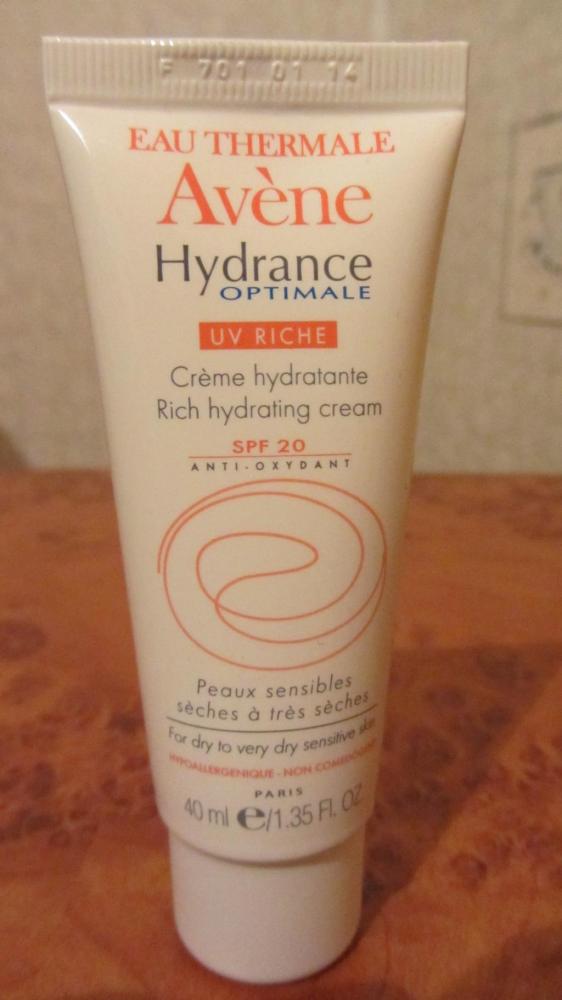 F 701 01 14
EAU THERMALE
Avène
Hydrance
OPTIMALE
UV RICHE
Crème hydratante
Rich hydrating cream
SPF 20
ANTI-OXYDANT
Peaux sensibles
sèches à très sèches
For dry to very dry sensitive skin
HYPOALLERGENIQUE - NON
PARIS
40 ml e/1.35 Fl. OZ